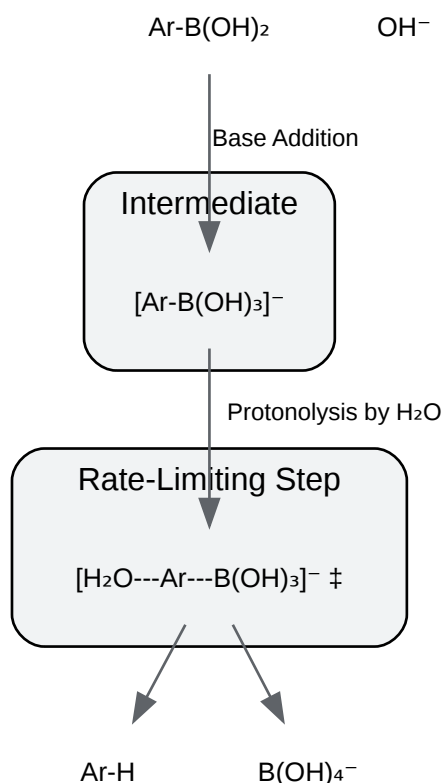 Ar-B(OH)₂ OH⁻
Base Addition
Intermediate
[Ar-B(OH)₃]⁻
Protonolysis by H₂O
Rate-Limiting Step
[H₂O---Ar---B(OH)₃]⁻ ‡
Ar-H B(OH)₄⁻